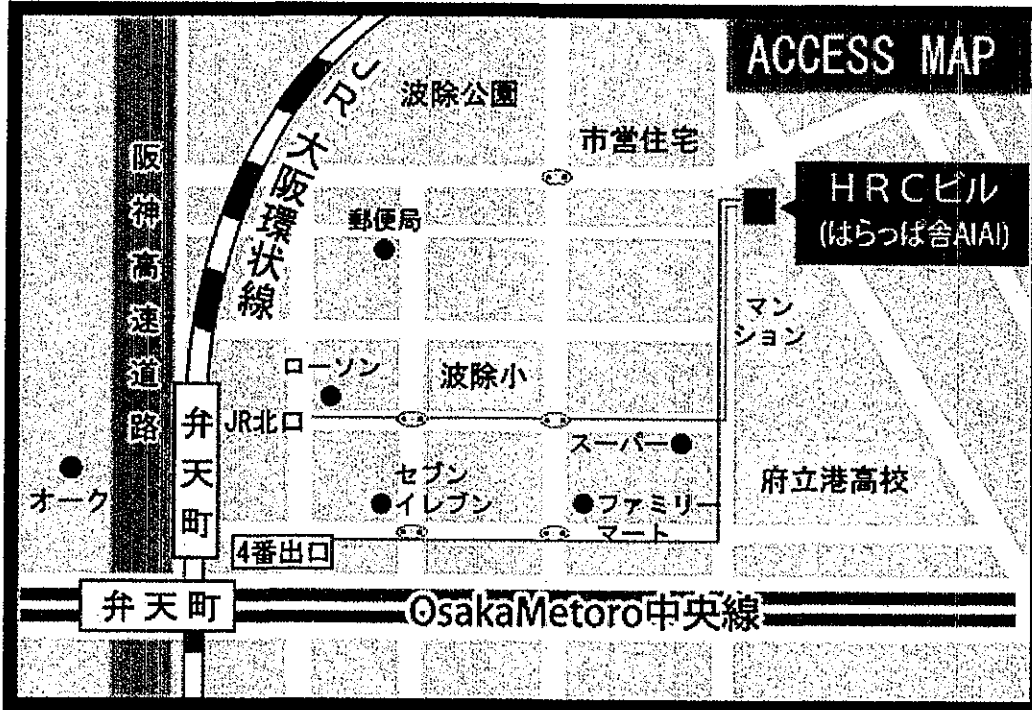 ACCESS MAP
波除公園
市営住宅
JR大阪環状線
阪神高速道路
HRCビル
(はらっぱ舎AIAI)
郵便局
マン
ション
ローソン
波除小
弁天町
JR北口
スーパー
オーク
セブン
イレブン
ファミリー
マート
府立港高校
4番出口
弁天町
OsakaMetoro中央線